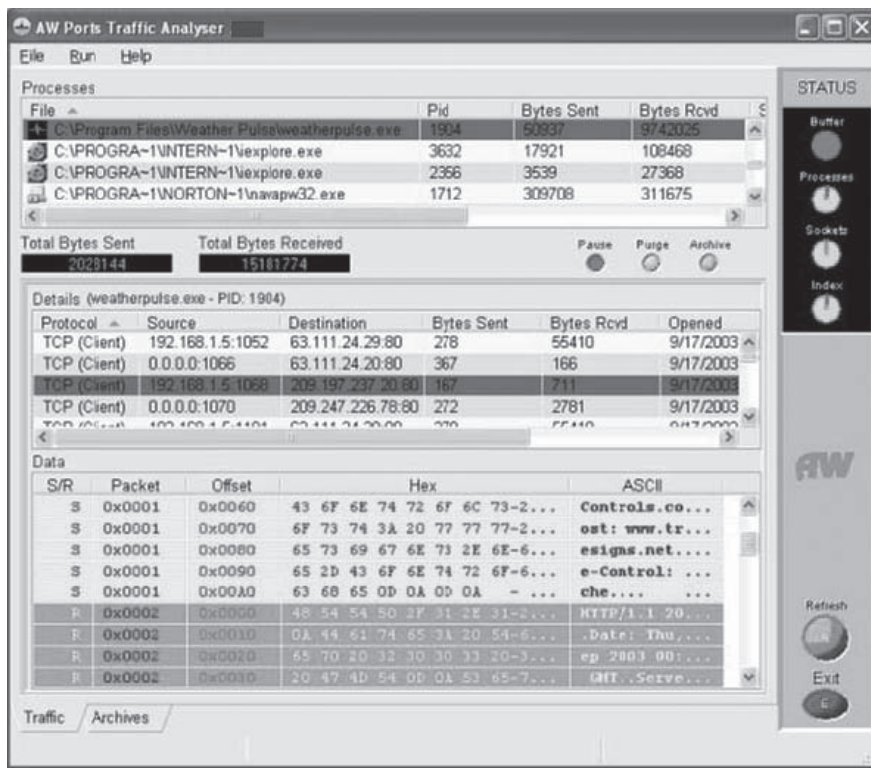 AW Ports Traffic Analyser
File Run Help
Processes
File Pid Bytes Sent Bytes Rcvd S
C:\Program Files\Weather Pulse\weatherpulse.exe 1904 50937 9742025
C:\PROGRA~1\INTERN~1\iexplore.exe 3632 17921 108468
C:\PROGRA~1\INTERN~1\iexplore.exe 2356 3539 27368
C:\PROGRA~1\NORTON~1\navapw32.exe 1712 309708 311675
Total Bytes Sent Total Bytes Received
2028144 15181774
Pause Purge Archive
Details (weatherpulse.exe - PID: 1904)
Protocol Source Destination Bytes Sent Bytes Rcvd Opened
TCP (Client) 192.168.1.5:1052 63.111.24.29:80 278 55410 9/17/2003
TCP (Client) 0.0.0.0:1066 63.111.24.20:80 367 166 9/17/2003
TCP (Client) 192.168.1.5:1068 209.197.237.20:80 167 711 9/17/2003
TCP (Client) 0.0.0.0:1070 209.247.226.78:80 272 2781 9/17/2003
Data
S/R Packet Offset Hex ASCII
S 0x0001 0x0060 43 6F 6E 74 72 6F 6C 73-2... Controls.co...
S 0x0001 0x0070 6F 73 74 3A 20 77 77 77-2... ost: www.tr...
S 0x0001 0x0080 65 73 69 67 6E 73 2E 6E-6... esigns.net....
S 0x0001 0x0090 65 2D 43 6F 6E 74 72 6F-6... e-Control: ...
S 0x0001 0x00A0 63 68 65 0D 0A 0D 0A - ... che.... ...
R 0x0002 0x0000 48 54 54 50 2F 31 2E 31-2... HTTP/1.1 20...
R 0x0002 0x0010 0A 44 61 74 65 3A 20 54-6... .Date: Thu,...
R 0x0002 0x0020 65 70 20 32 30 30 33 20-3... ep 2003 00:...
R 0x0002 0x0030 20 47 4D 54 0D 0A 53 65-7... GMT..Serve...
Traffic Archives
STATUS
Buffer
Processes
Sockets
Index
AW
Refresh
R
Exit
E